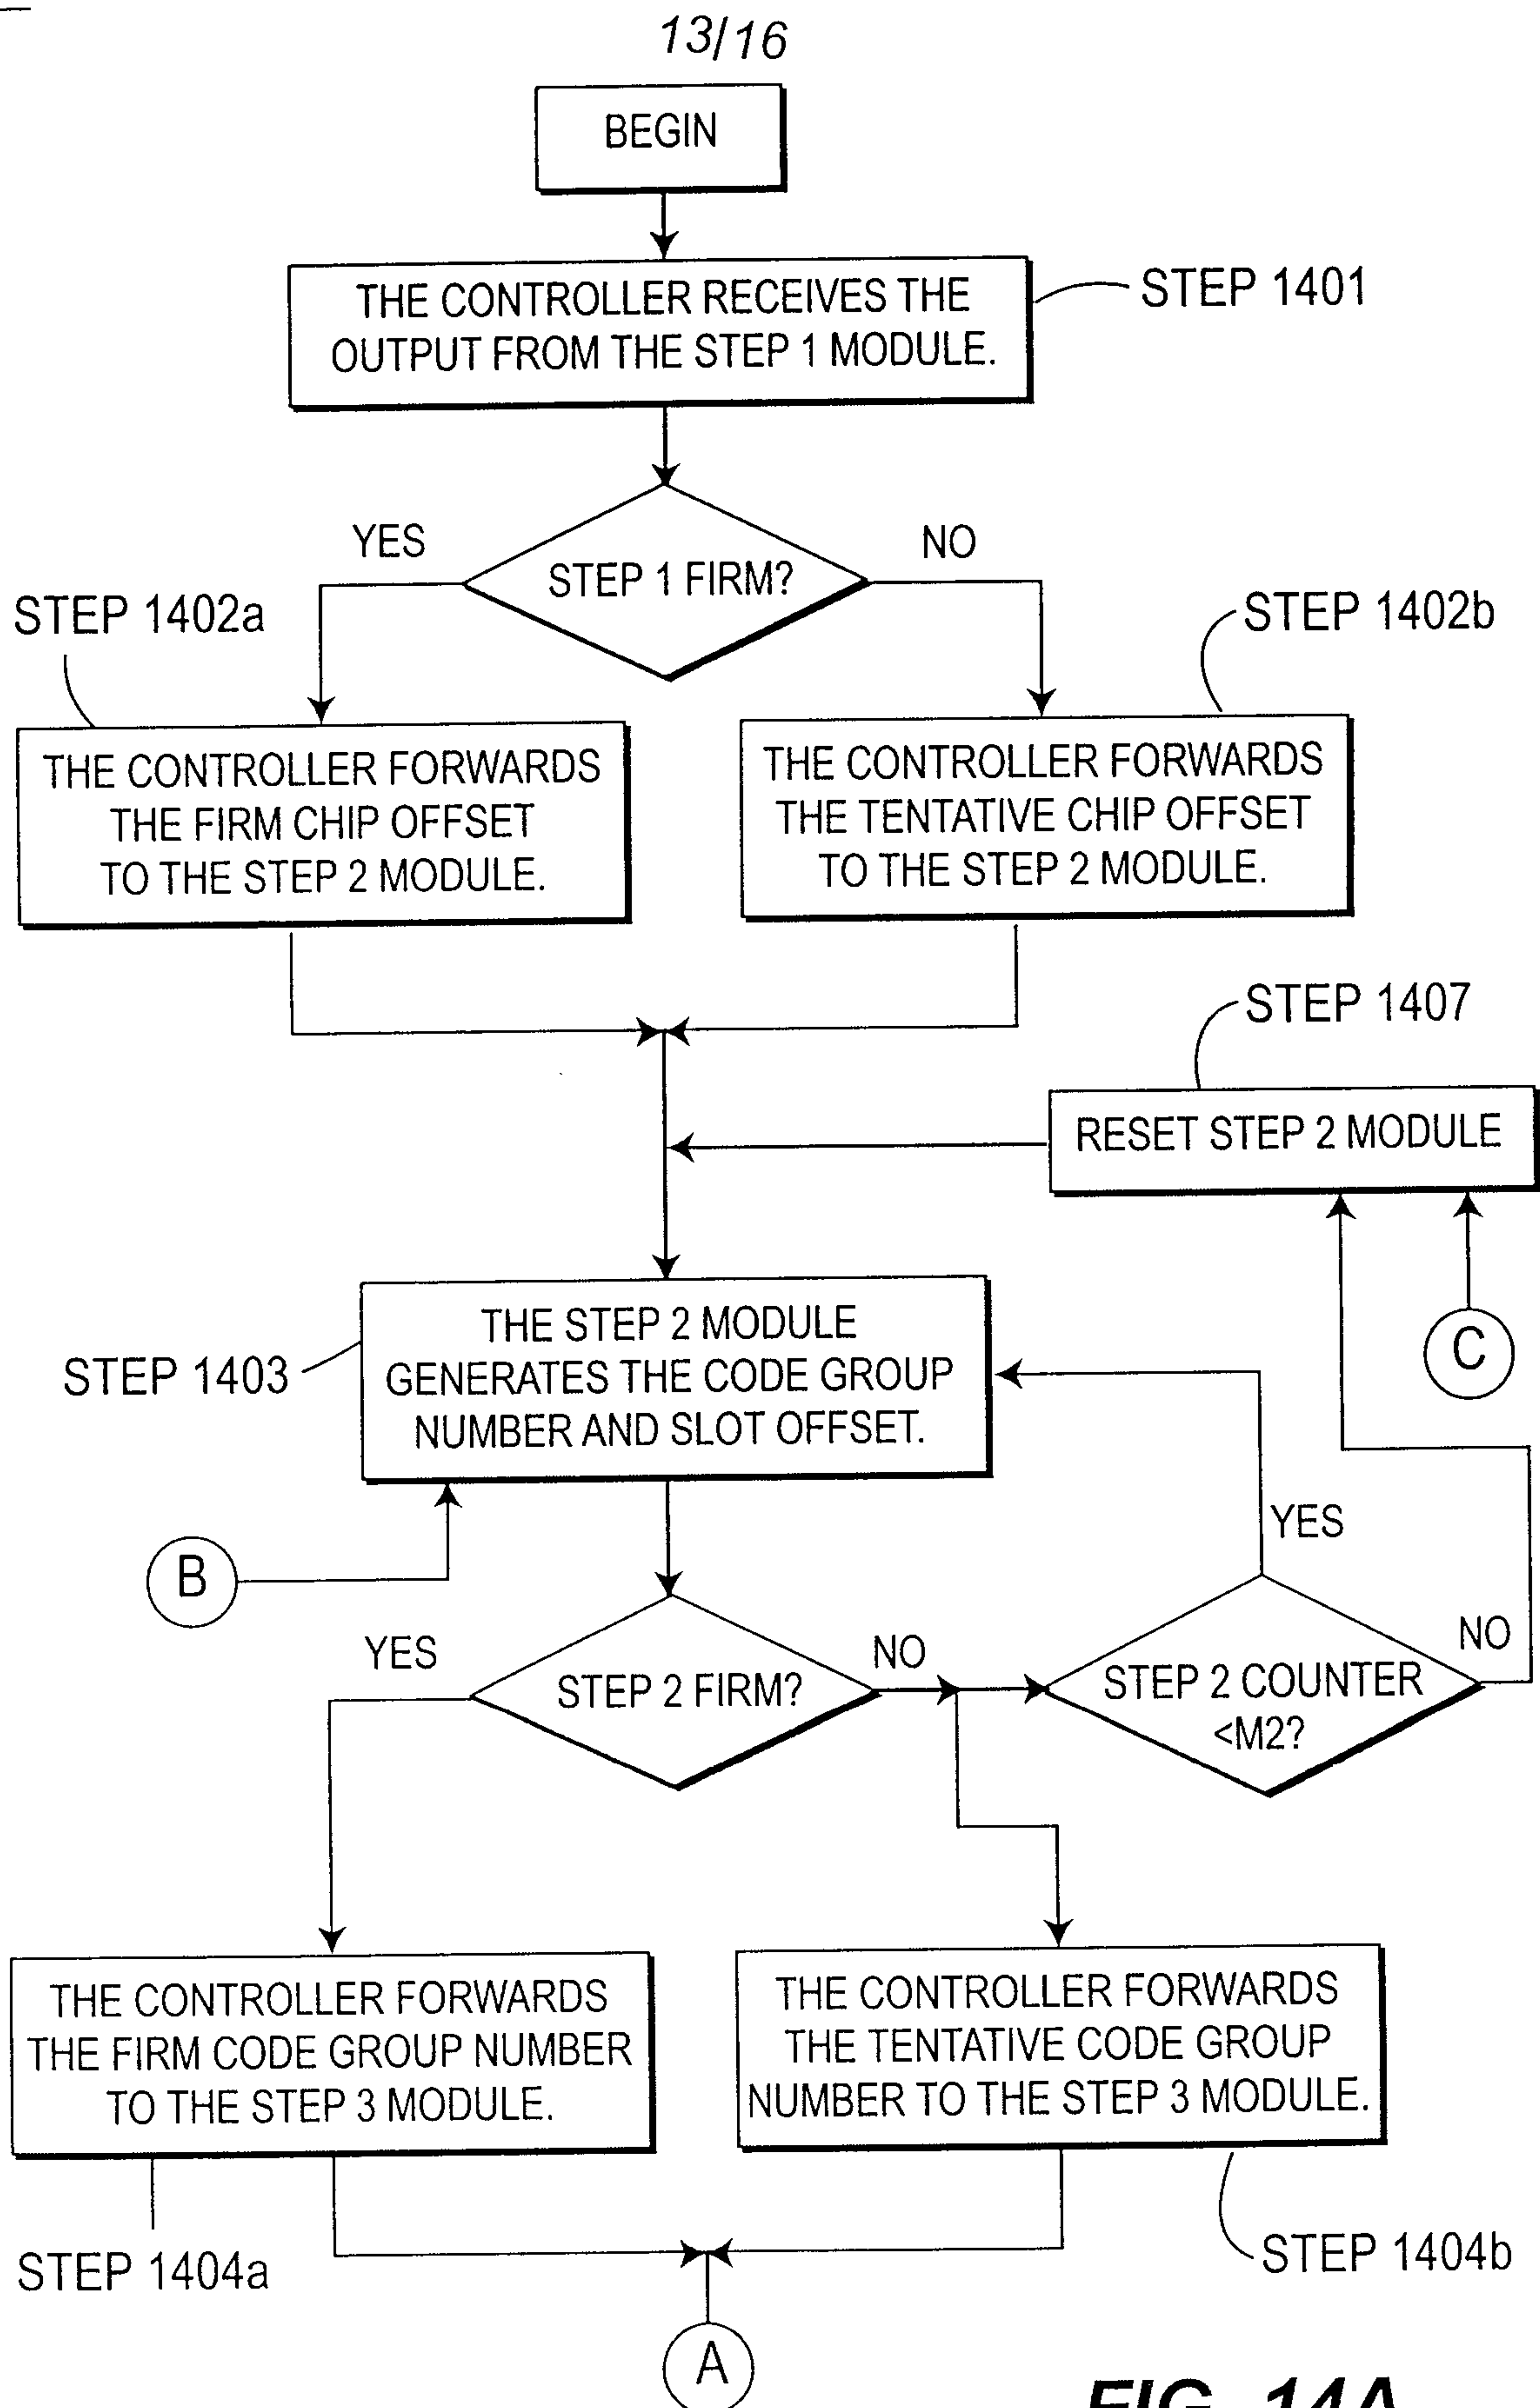 13/16
BEGIN
THE CONTROLLER RECEIVES THE
OUTPUT FROM THE STEP 1 MODULE.
STEP 1401
YES
STEP 1 FIRM?
NO
STEP 1402a
STEP 1402b
THE CONTROLLER FORWARDS
THE FIRM CHIP OFFSET
TO THE STEP 2 MODULE.
THE CONTROLLER FORWARDS
THE TENTATIVE CHIP OFFSET
TO THE STEP 2 MODULE.
STEP 1407
RESET STEP 2 MODULE
C
STEP 1403
THE STEP 2 MODULE
GENERATES THE CODE GROUP
NUMBER AND SLOT OFFSET.
B
YES
YES
STEP 2 FIRM?
NO
STEP 2 COUNTER
<M2?
NO
THE CONTROLLER FORWARDS
THE FIRM CODE GROUP NUMBER
TO THE STEP 3 MODULE.
THE CONTROLLER FORWARDS
THE TENTATIVE CODE GROUP
NUMBER TO THE STEP 3 MODULE.
STEP 1404a
STEP 1404b
A
FIG. 14A